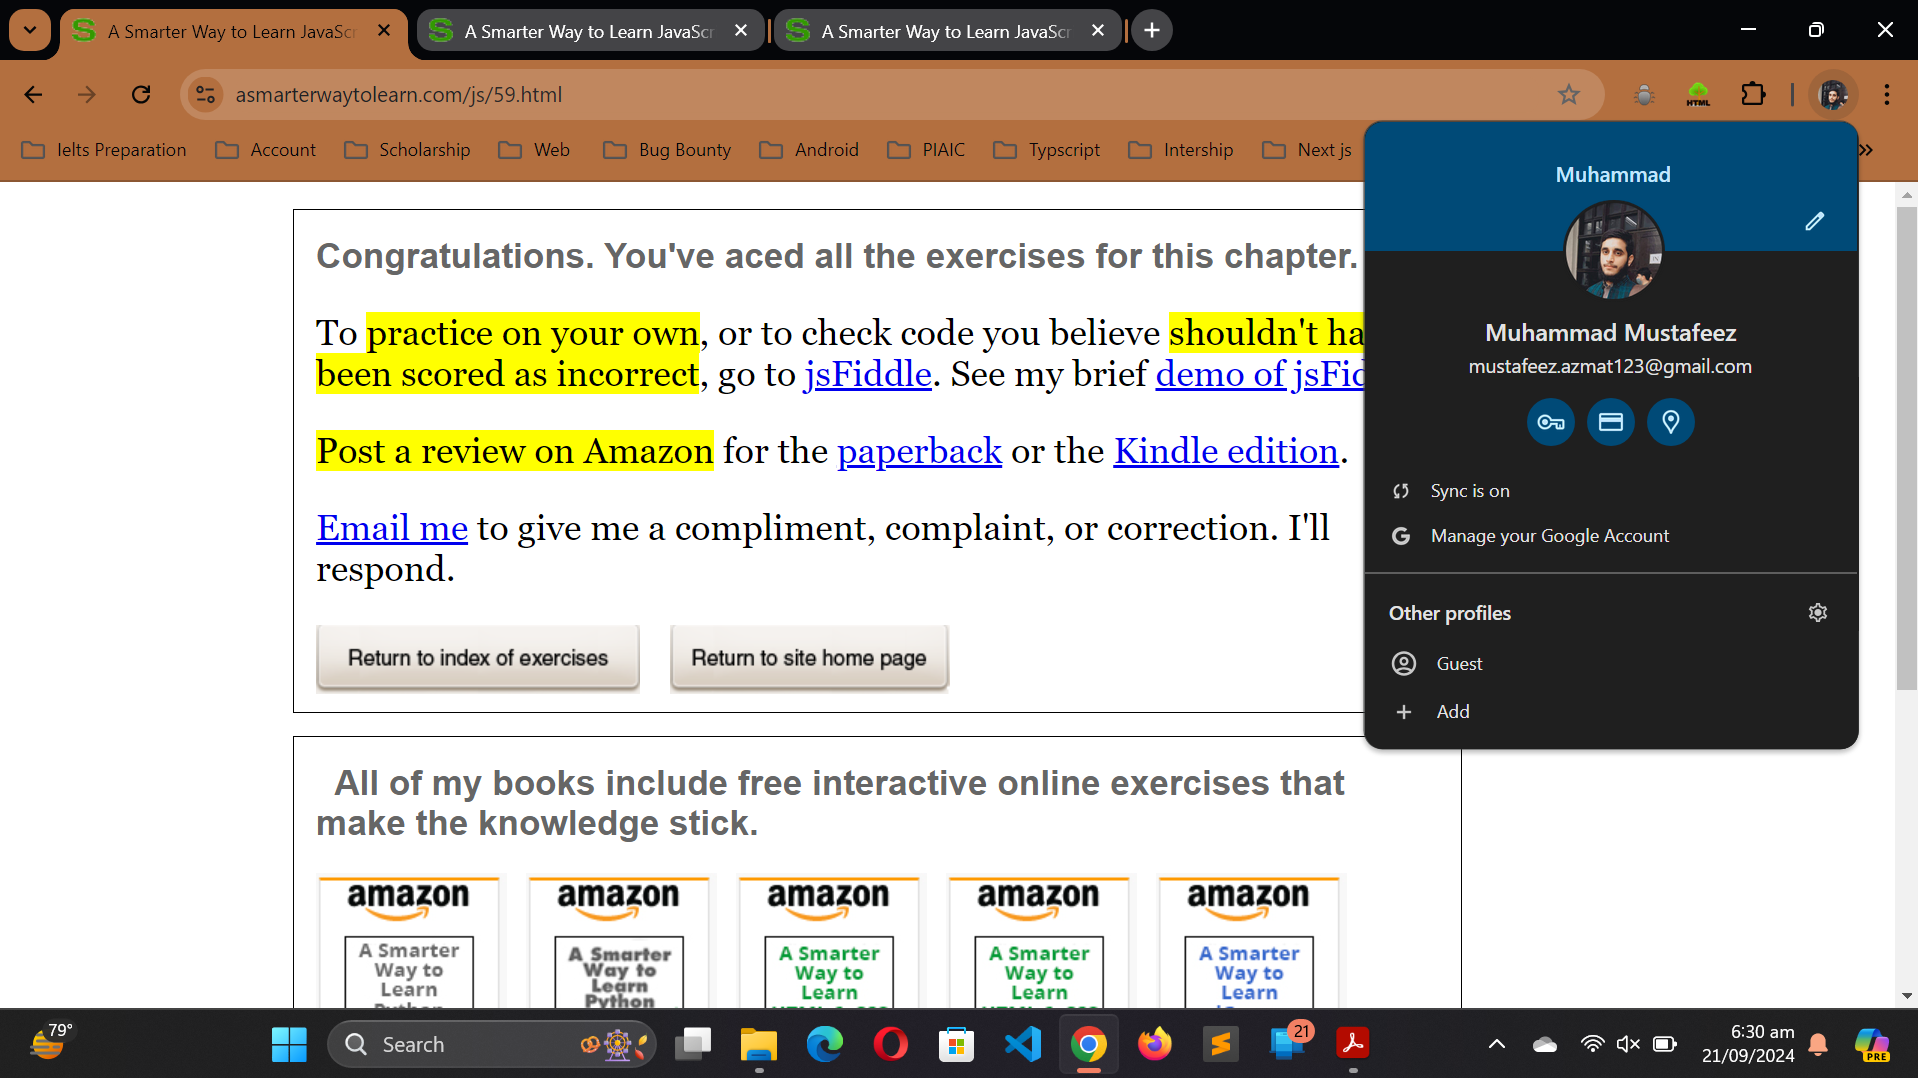 A Smarter Way to Learn JavaScr
A Smarter Way to Learn JavaScr
A Smarter Way to Learn JavaScr
asmarterwaytolearn.com/js/59.html
HTML
Ielts Preparation
Account
Scholarship
Web
Bug Bounty
Android
PIAIC
Typscript
Intership
Next js
Muhammad
Muhammad Mustafeez
mustafeez.azmat123@gmail.com
Sync is on
Manage your Google Account
Other profiles
Guest
Add
Congratulations. You've aced all the exercises for this chapter.
To practice on your own, or to check code you believe shouldn't ha
been scored as incorrect, go to jsFiddle. See my brief demo of jsFid
Post a review on Amazon for the paperback or the Kindle edition.
Email me to give me a compliment, complaint, or correction. I'll
respond.
Return to index of exercises
Return to site home page
All of my books include free interactive online exercises that
make the knowledge stick.
amazon
A Smarter
Way to
Learn
Python
amazon
A Smarter
Way to
Learn
Python
amazon
A Smarter
Way to
Learn
HTML & CSS
amazon
A Smarter
Way to
Learn
HTML & CSS
amazon
A Smarter
Way to
Learn
79°
Search
21
PRE
6:30 am
21/09/2024